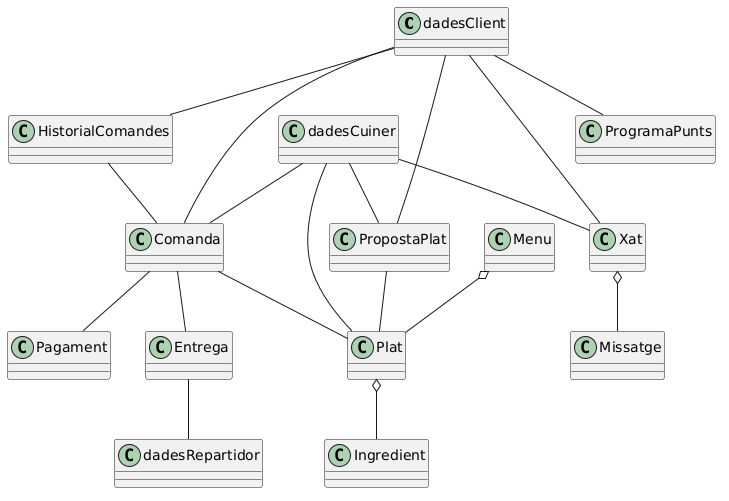 C dadesClient
C HistorialComandes
C dadesCuiner
C ProgramaPunts
C Comanda
C PropostaPlat
C Menu
C Xat
C Pagament
C Entrega
C Plat
C Missatge
C dadesRepartidor
C Ingredient